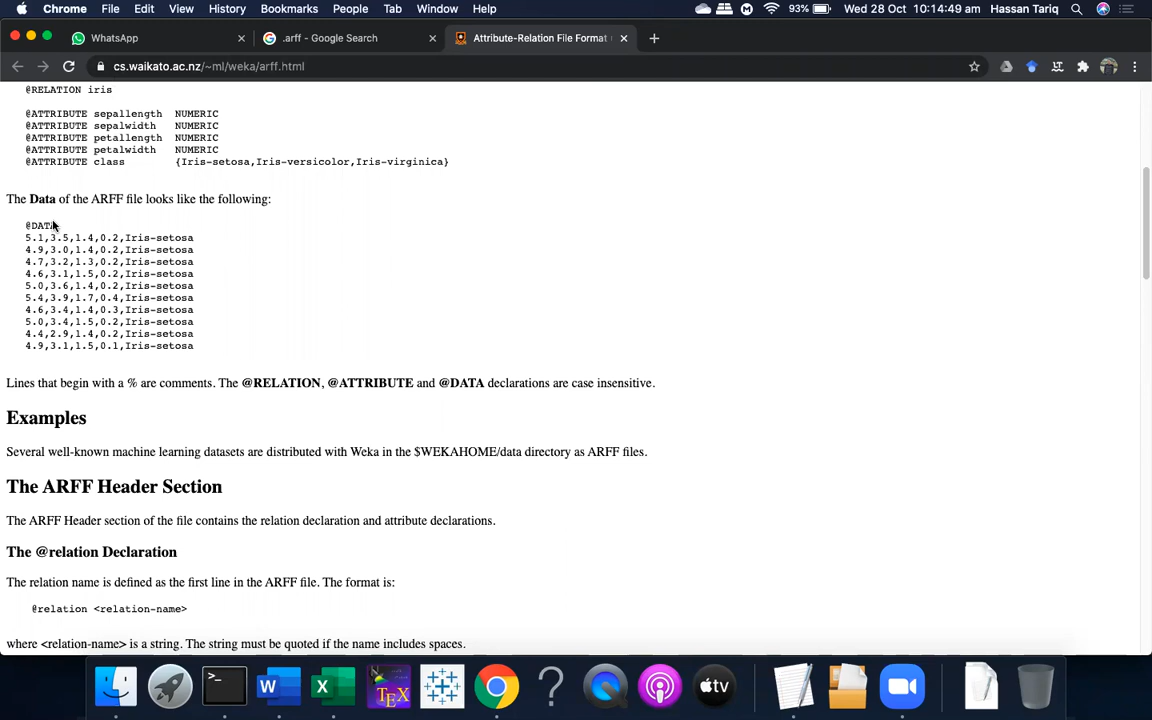 Chrome File Edit View History Bookmarks People Tab Window Help 93% Wed 28 Oct 10:14:49 am Hassan Tariq
WhatsApp .arff - Google Search Attribute-Relation File Format
cs.waikato.ac.nz/~ml/weka/arff.html
@RELATION iris
@ATTRIBUTE sepallength NUMERIC
@ATTRIBUTE sepalwidth NUMERIC
@ATTRIBUTE petallength NUMERIC
@ATTRIBUTE petalwidth NUMERIC
@ATTRIBUTE class {Iris-setosa,Iris-versicolor,Iris-virginica}
The Data of the ARFF file looks like the following:
@DATA
5.1,3.5,1.4,0.2,Iris-setosa
4.9,3.0,1.4,0.2,Iris-setosa
4.7,3.2,1.3,0.2,Iris-setosa
4.6,3.1,1.5,0.2,Iris-setosa
5.0,3.6,1.4,0.2,Iris-setosa
5.4,3.9,1.7,0.4,Iris-setosa
4.6,3.4,1.4,0.3,Iris-setosa
5.0,3.4,1.5,0.2,Iris-setosa
4.4,2.9,1.4,0.2,Iris-setosa
4.9,3.1,1.5,0.1,Iris-setosa
Lines that begin with a % are comments. The @RELATION, @ATTRIBUTE and @DATA declarations are case insensitive.
Examples
Several well-known machine learning datasets are distributed with Weka in the $WEKAHOME/data directory as ARFF files.
The ARFF Header Section
The ARFF Header section of the file contains the relation declaration and attribute declarations.
The @relation Declaration
The relation name is defined as the first line in the ARFF file. The format is:
@relation <relation-name>
where <relation-name> is a string. The string must be quoted if the name includes spaces.
>_ W X TEX ? tv